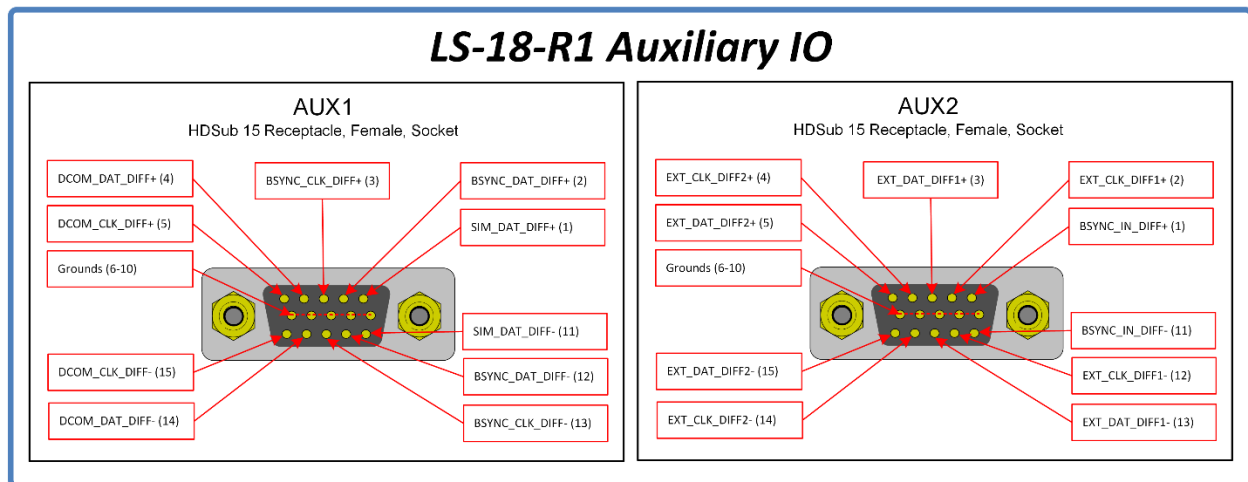 LS-18-R1 Auxiliary IO
AUX1
HDSub 15 Receptacle, Female, Socket
DCOM_DAT_DIFF+ (4)
BSYNC_CLK_DIFF+ (3)
BSYNC_DAT_DIFF+ (2)
DCOM_CLK_DIFF+ (5)
SIM_DAT_DIFF+ (1)
Grounds (6-10)
SIM_DAT_DIFF- (11)
DCOM_CLK_DIFF- (15)
BSYNC_DAT_DIFF- (12)
DCOM_DAT_DIFF- (14)
BSYNC_CLK_DIFF- (13)
AUX2
HDSub 15 Receptacle, Female, Socket
EXT_CLK_DIFF2+ (4)
EXT_DAT_DIFF1+ (3)
EXT_CLK_DIFF1+ (2)
EXT_DAT_DIFF2+ (5)
BSYNC_IN_DIFF+ (1)
Grounds (6-10)
BSYNC_IN_DIFF- (11)
EXT_DAT_DIFF2- (15)
EXT_CLK_DIFF1- (12)
EXT_CLK_DIFF2- (14)
EXT_DAT_DIFF1- (13)